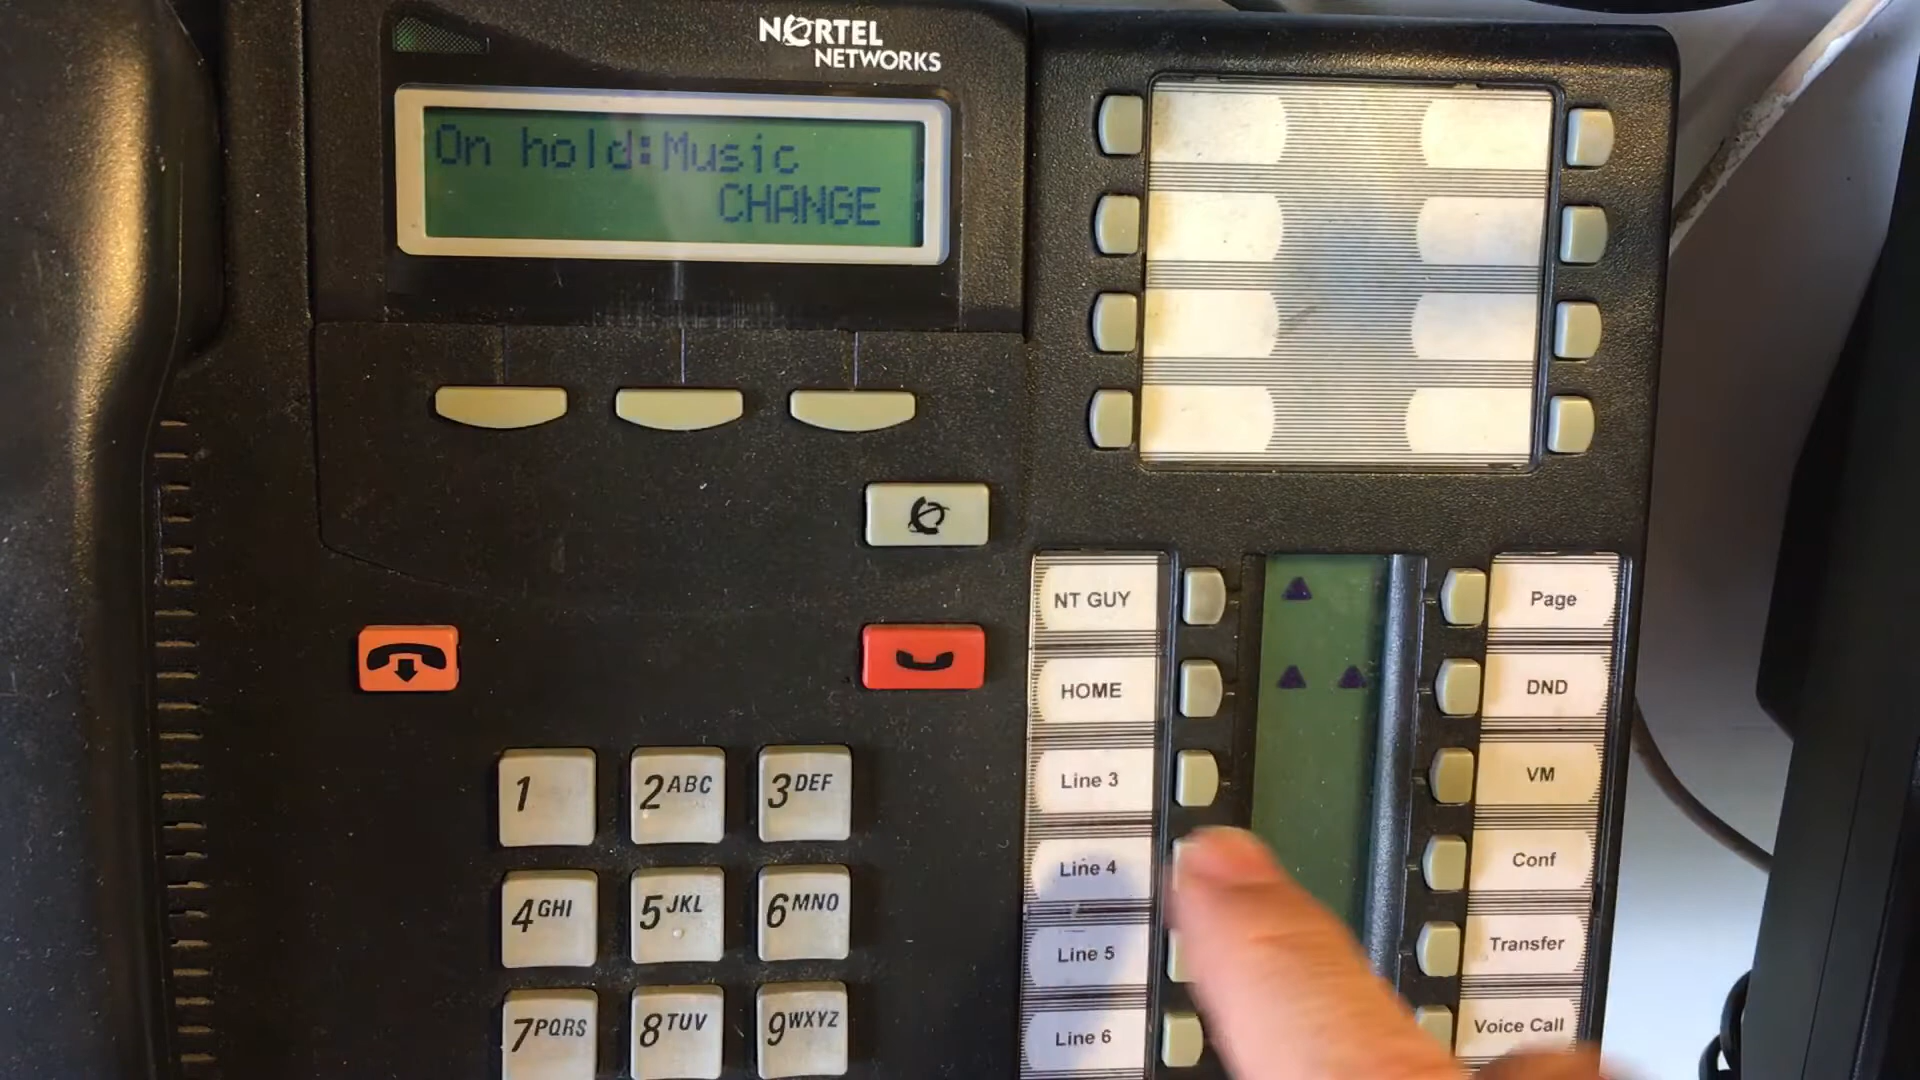 NORTEL
NETWORKS
On hold:Music
CHANGE
NT GUY
Page
HOME
DND
Line 3
VM
Line 4
Conf
Line 5
Transfer
Line 6
Voice Call
1
2ABC
3DEF
4GHI
5JKL
6MNO
7PQRS
8TUV
9WXYZ